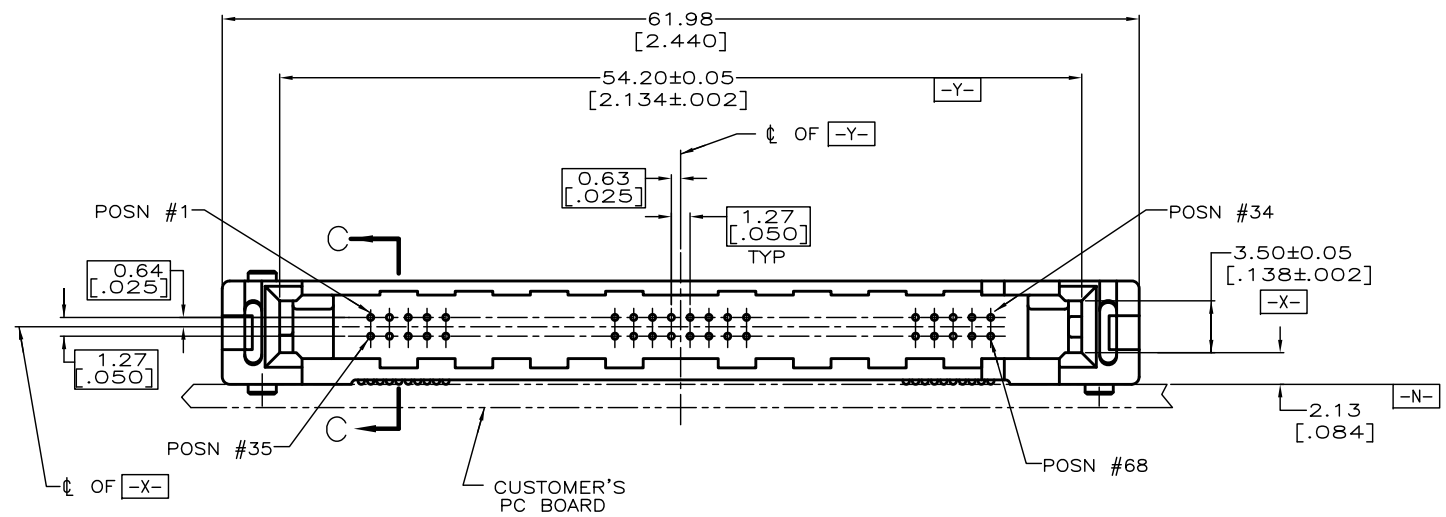 61.98
[2.440]
54.20±0.05
[2.134±.002]
-Y-
℄ OF -Y-
0.63
[.025]
POSN #1
1.27
[.050]
TYP
POSN #34
C
3.50±0.05
[.138±.002]
0.64
[.025]
-X-
1.27
[.050]
-N-
2.13
[.084]
C
POSN #35
POSN #68
℄ OF -X-
CUSTOMER'S
PC BOARD